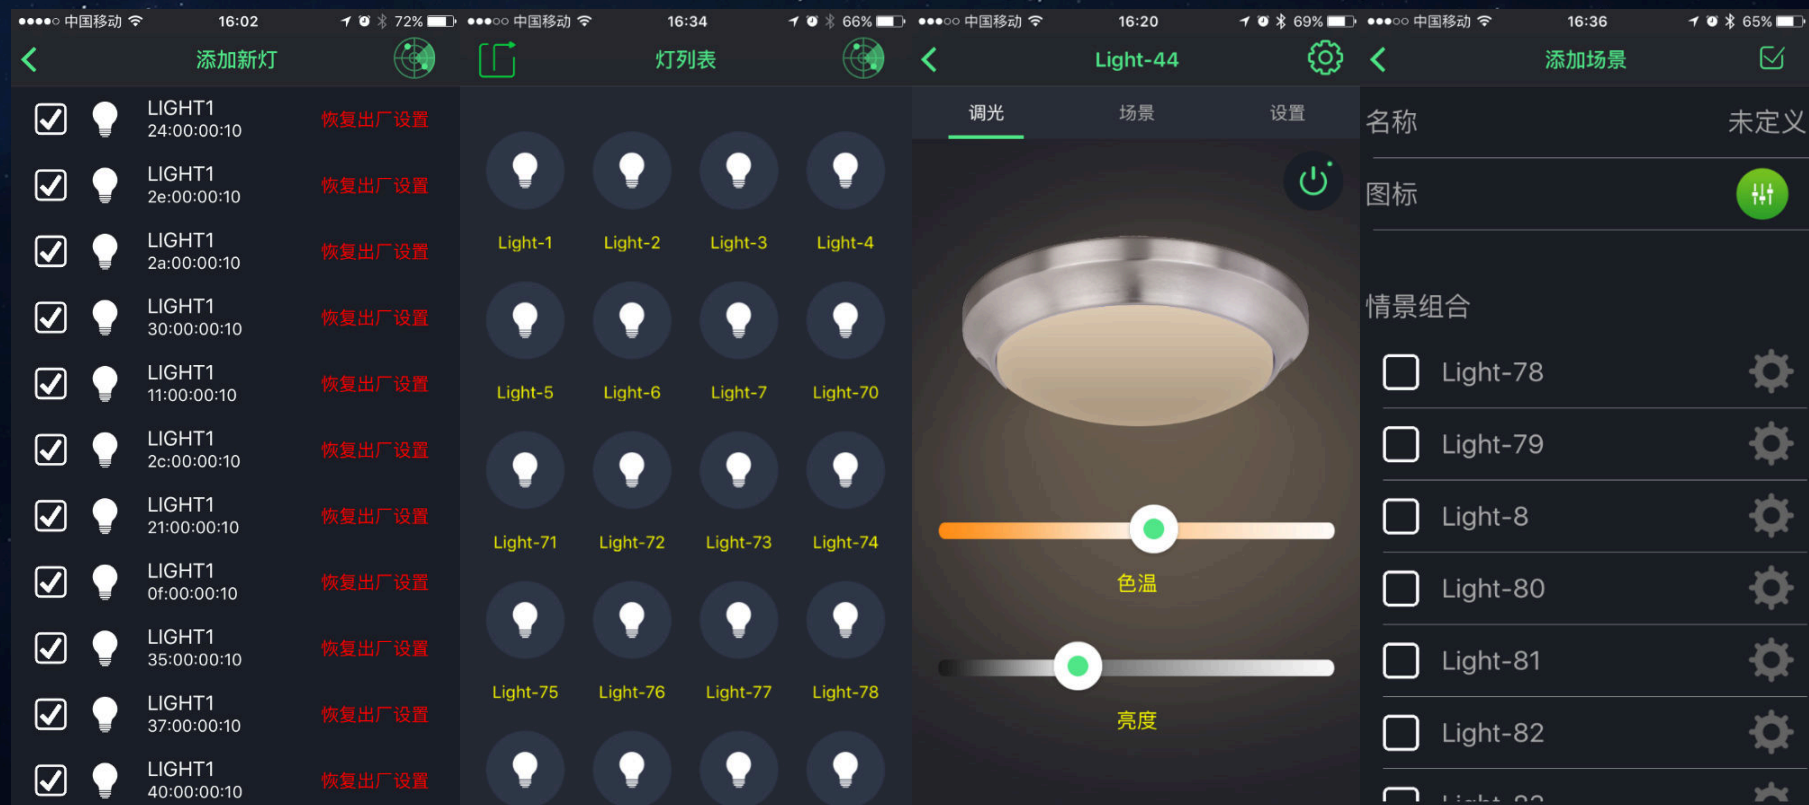 中国移动 16:02 72%
添加新灯
LIGHT1
24:00:00:10
恢复出厂设置
LIGHT1
2e:00:00:10
恢复出厂设置
LIGHT1
2a:00:00:10
恢复出厂设置
LIGHT1
30:00:00:10
恢复出厂设置
LIGHT1
11:00:00:10
恢复出厂设置
LIGHT1
2c:00:00:10
恢复出厂设置
LIGHT1
21:00:00:10
恢复出厂设置
LIGHT1
0f:00:00:10
恢复出厂设置
LIGHT1
35:00:00:10
恢复出厂设置
LIGHT1
37:00:00:10
恢复出厂设置
LIGHT1
40:00:00:10
恢复出厂设置
中国移动 16:34 66%
灯列表
Light-1 Light-2 Light-3 Light-4
Light-5 Light-6 Light-7 Light-70
Light-71 Light-72 Light-73 Light-74
Light-75 Light-76 Light-77 Light-78
中国移动 16:20 69%
Light-44
调光 场景 设置
色温
亮度
中国移动 16:36 65%
添加场景
名称 未定义
图标
情景组合
Light-78
Light-79
Light-8
Light-80
Light-81
Light-82